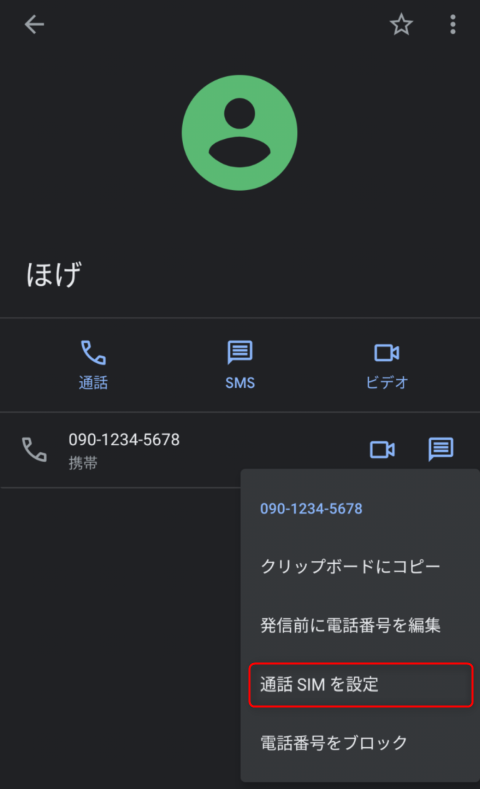 ほげ
通話
SMS
ビデオ
090-1234-5678
携帯
090-1234-5678
クリップボードにコピー
発信前に電話番号を編集
通話 SIM を設定
電話番号をブロック